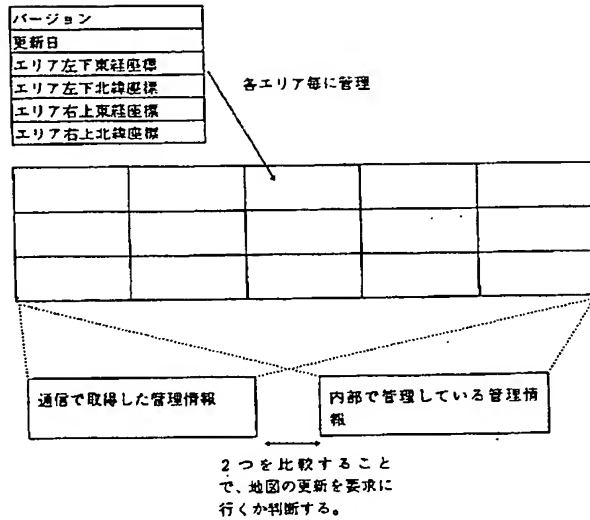 バージョン
更新日
エリア左下東経座標
エリア左下北緯座標
エリア右上東経座標
エリア右上北緯座標
各エリア毎に管理
通信で取得した管理情報
内部で管理している管理情
報
2つを比較すること
で、地図の更新を要求に
行くか判断する。